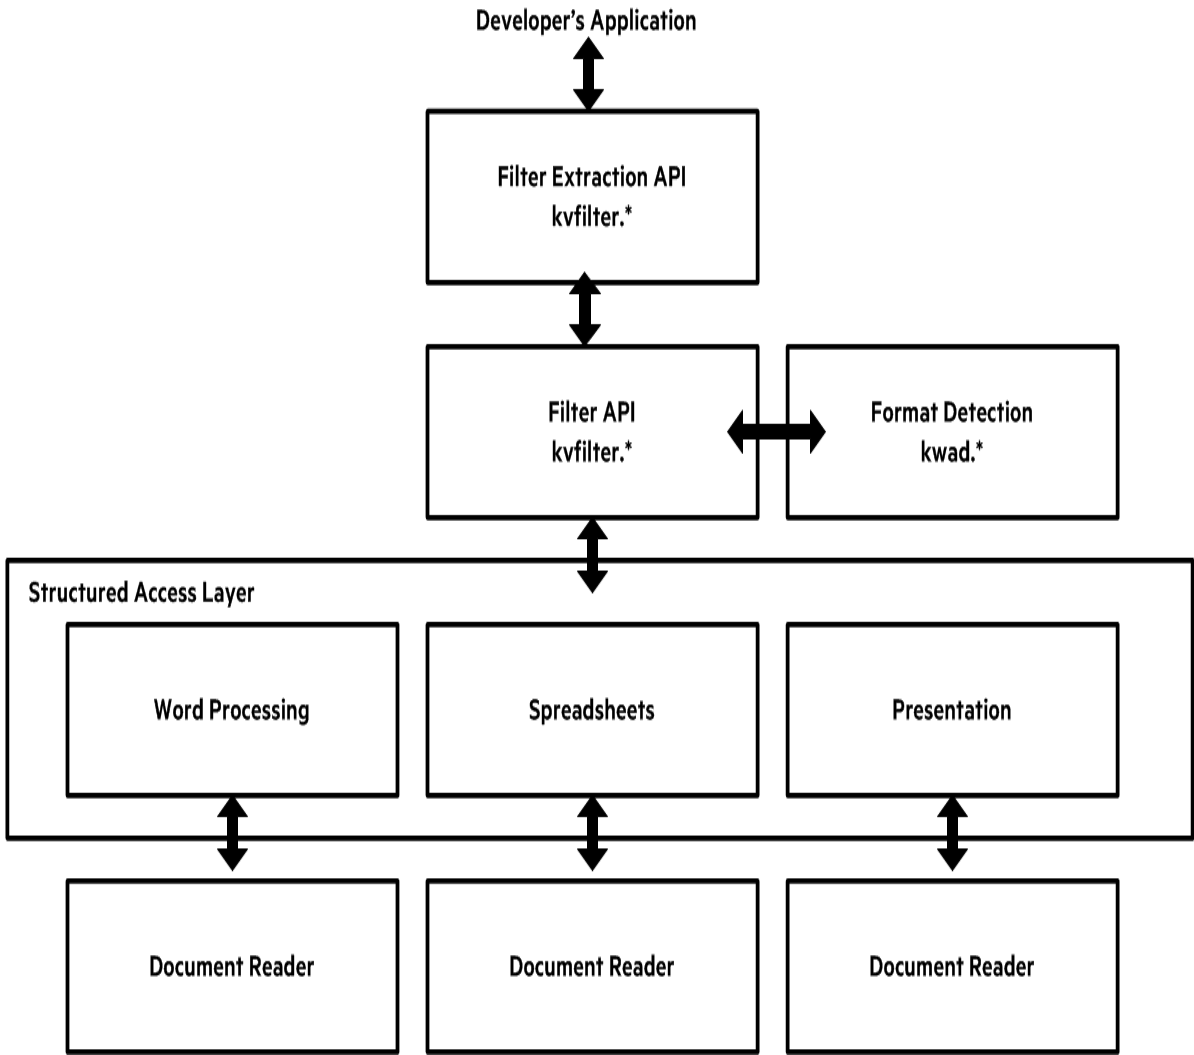 Developer’s Application
Filter Extraction API
kvfilter.*
Filter API
kvfilter.*
Format Detection
kwad.*
Structured Access Layer
Word Processing
Spreadsheets
Presentation
Document Reader
Document Reader
Document Reader